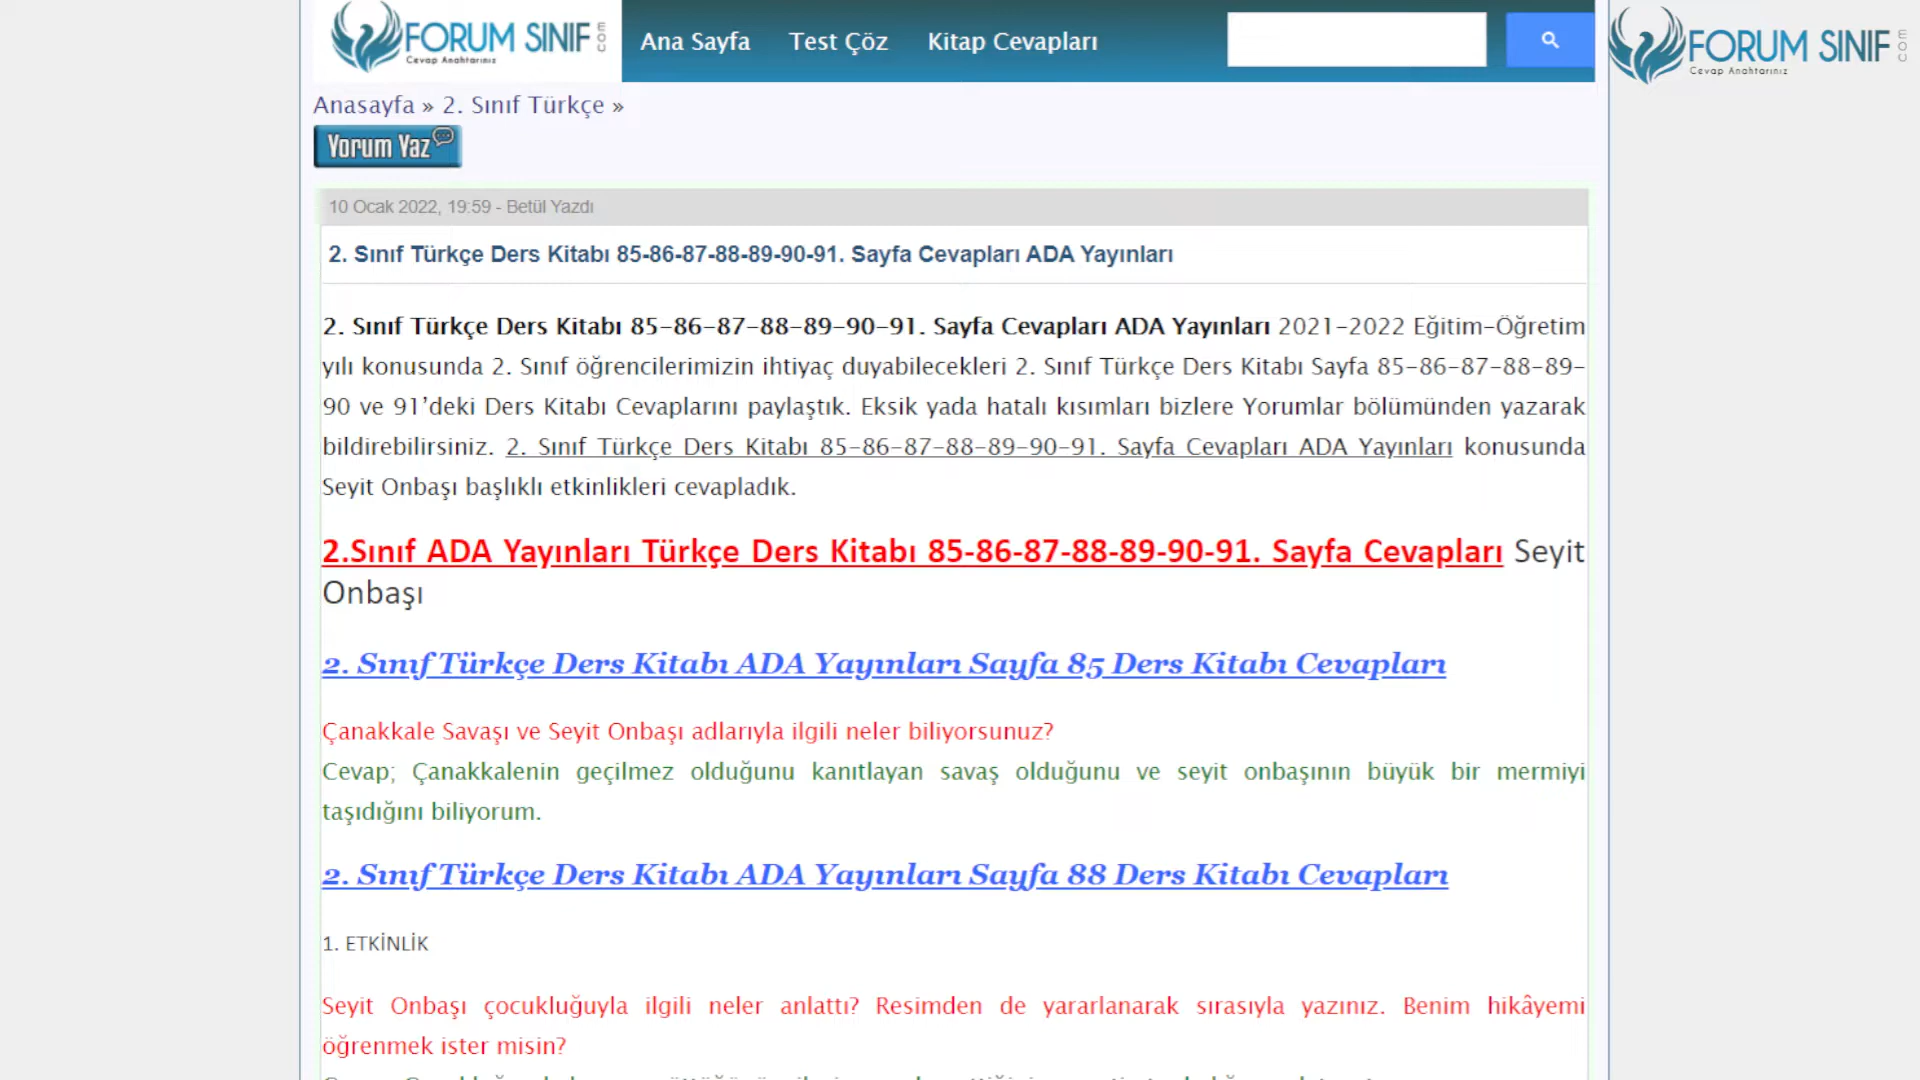 FORUM SINIF com
Cevap Anahtarınız
Ana Sayfa
Test Çöz
Kitap Cevapları
FORUM SINIF com
Cevap Anahtarınız
Anasayfa » 2. Sınıf Türkçe »
Yorum Yaz
10 Ocak 2022, 19:59 - Betül Yazdı
2. Sınıf Türkçe Ders Kitabı 85-86-87-88-89-90-91. Sayfa Cevapları ADA Yayınları
2. Sınıf Türkçe Ders Kitabı 85-86-87-88-89-90-91. Sayfa Cevapları ADA Yayınları 2021-2022 Eğitim-Öğretim
yılı konusunda 2. Sınıf öğrencilerimizin ihtiyaç duyabilecekleri 2. Sınıf Türkçe Ders Kitabı Sayfa 85-86-87-88-89-
90 ve 91’deki Ders Kitabı Cevaplarını paylaştık. Eksik yada hatalı kısımları bizlere Yorumlar bölümünden yazarak
bildirebilirsiniz. 2. Sınıf Türkçe Ders Kitabı 85-86-87-88-89-90-91. Sayfa Cevapları ADA Yayınları konusunda
Seyit Onbaşı başlıklı etkinlikleri cevapladık.
2.Sınıf ADA Yayınları Türkçe Ders Kitabı 85-86-87-88-89-90-91. Sayfa Cevapları Seyit
Onbaşı
2. Sınıf Türkçe Ders Kitabı ADA Yayınları Sayfa 85 Ders Kitabı Cevapları
Çanakkale Savaşı ve Seyit Onbaşı adlarıyla ilgili neler biliyorsunuz?
Cevap; Çanakkalenin geçilmez olduğunu kanıtlayan savaş olduğunu ve seyit onbaşının büyük bir mermiyi
taşıdığını biliyorum.
2. Sınıf Türkçe Ders Kitabı ADA Yayınları Sayfa 88 Ders Kitabı Cevapları
1. ETKİNLİK
Seyit Onbaşı çocukluğuyla ilgili neler anlattı? Resimden de yararlanarak sırasıyla yazınız. Benim hikâyemi
öğrenmek ister misin?